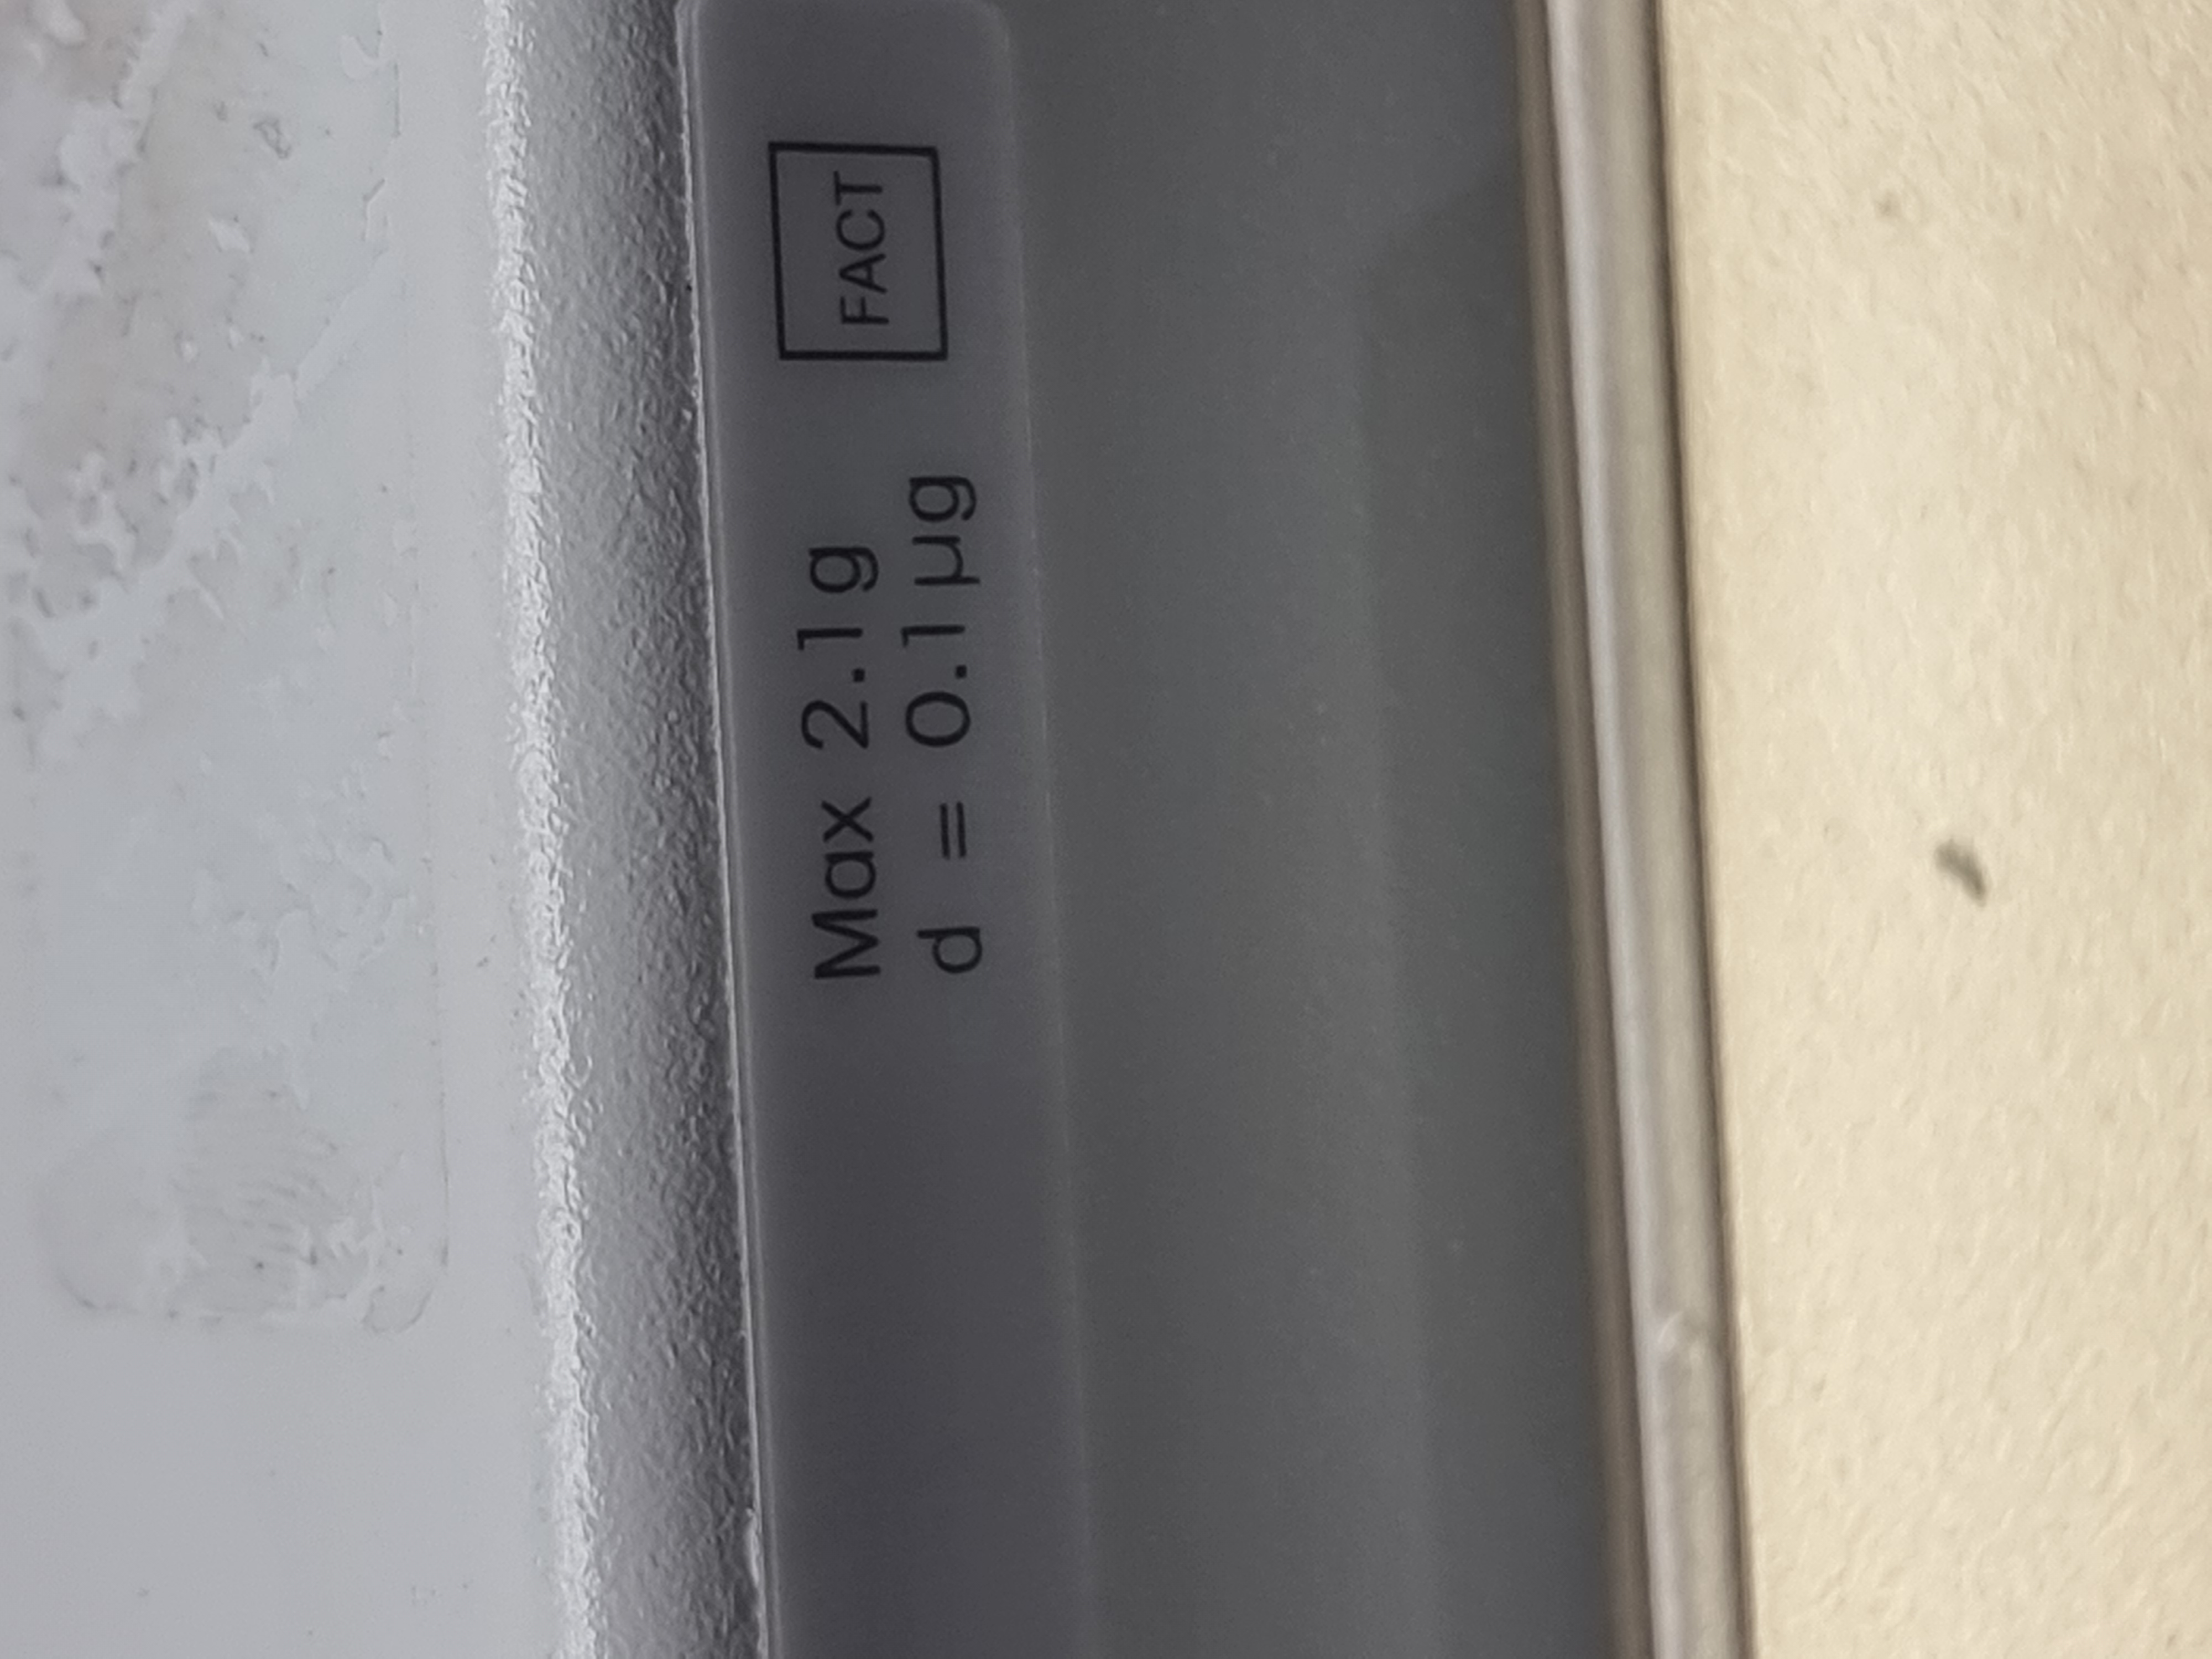 Max 2.1g
d = 0.1µg
FACT